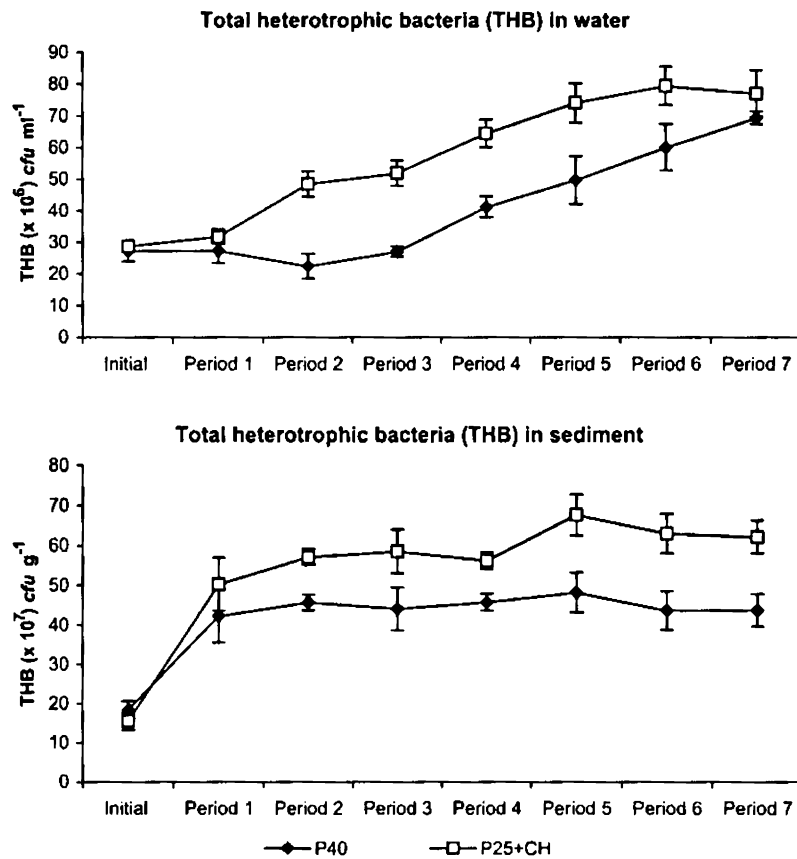 Total heterotrophic bacteria (THB) in water
THB (x 10⁶) cfu ml⁻¹
90
80
70
60
50
40
30
20
10
0
Initial Period 1 Period 2 Period 3 Period 4 Period 5 Period 6 Period 7
Total heterotrophic bacteria (THB) in sediment
THB (x 10⁷) cfu g⁻¹
80
70
60
50
40
30
20
10
0
Initial Period 1 Period 2 Period 3 Period 4 Period 5 Period 6 Period 7
P40 P25+CH